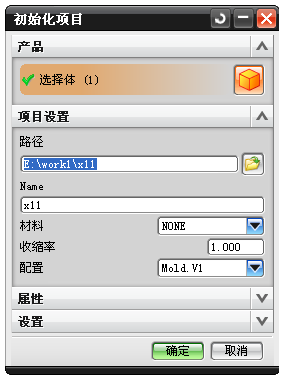 初始化项目
产品
选择体 (1)
项目设置
路径
E:\work1\x11
Name
x11
材料 NONE
收缩率 1.000
配置 Mold.V1
属性
设置
确定 取消